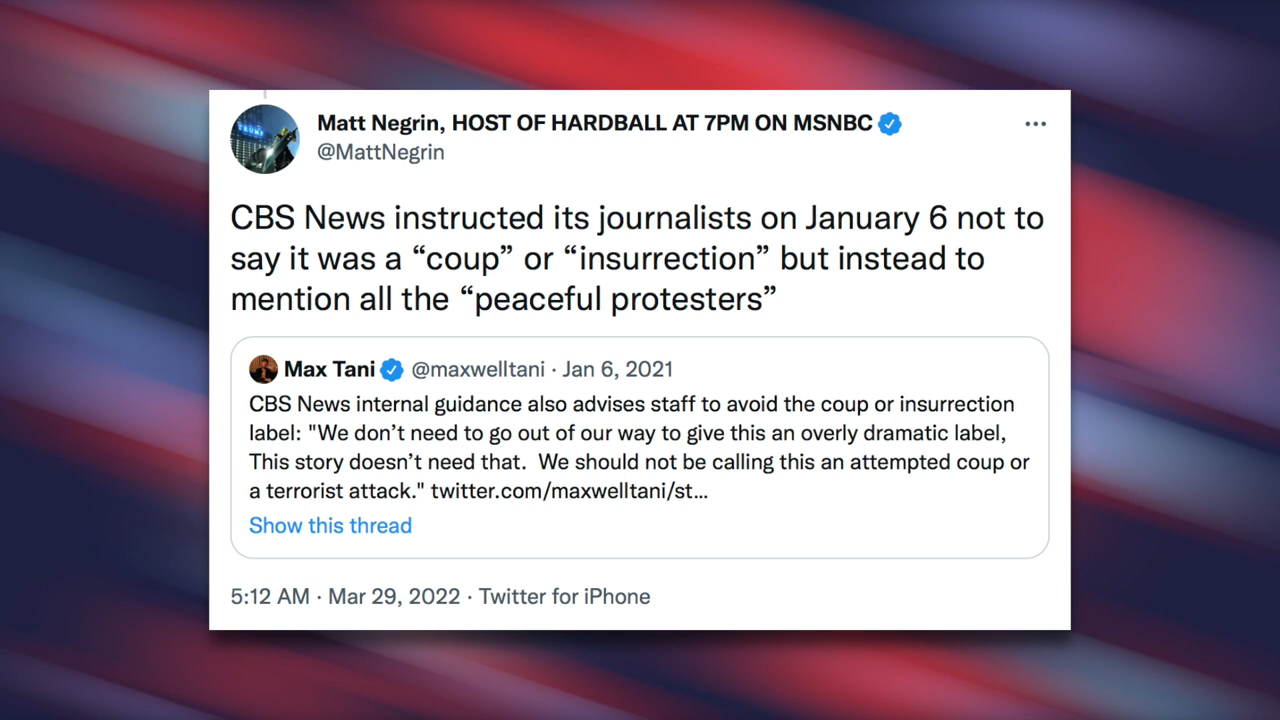 Matt Negrin, HOST OF HARDBALL AT 7PM ON MSNBC
@MattNegrin
CBS News instructed its journalists on January 6 not to
say it was a “coup” or “insurrection” but instead to
mention all the “peaceful protesters”
Max Tani @maxwelltani · Jan 6, 2021
CBS News internal guidance also advises staff to avoid the coup or insurrection
label: "We don’t need to go out of our way to give this an overly dramatic label,
This story doesn’t need that.  We should not be calling this an attempted coup or
a terrorist attack." twitter.com/maxwelltani/st…
Show this thread
5:12 AM · Mar 29, 2022 · Twitter for iPhone